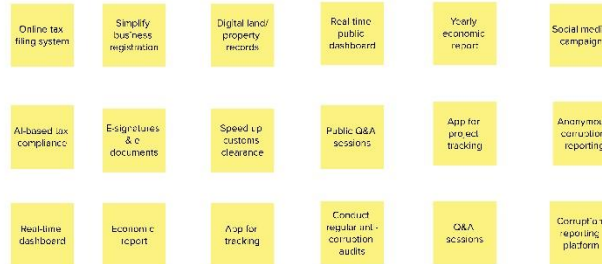 Online tax
filing system
Simplify
business
registration
Digital land/
property
records
Real-time
public
dashboard
Yearly
economic
report
Social media
campaign
AI-based tax
compliance
E-signatures
& e
documents
Speed up
customs
clearance
Public Q&A
sessions
App for
project
tracking
Anonymous
corruption
reporting
Real-time
dashboard
Economic
report
App for
tracking
Conduct
regular anti-
corruption
audits
Q&A
sessions
Corruption
reporting
platform